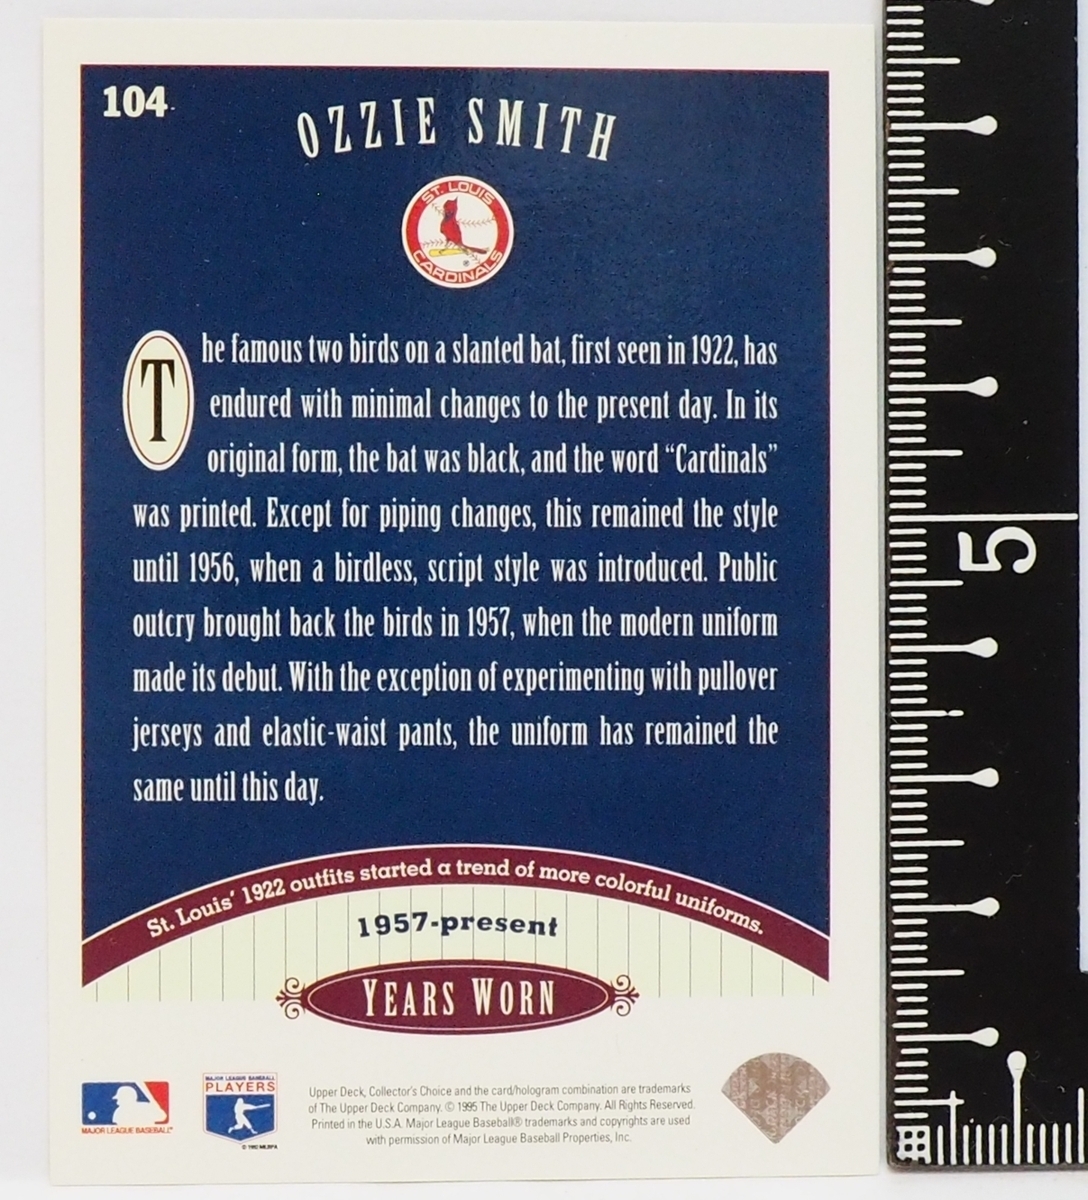 104
OZZIE SMITH
ST. LOUIS
CARDINALS
The famous two birds on a slanted bat, first seen in 1922, has
endured with minimal changes to the present day. In its
original form, the bat was black, and the word “Cardinals”
was printed. Except for piping changes, this remained the style
until 1956, when a birdless, script style was introduced. Public
outcry brought back the birds in 1957, when the modern uniform
made its debut. With the exception of experimenting with pullover
jerseys and elastic-waist pants, the uniform has remained the
same until this day.
St. Louis' 1922 outfits started a trend of more colorful uniforms.
1957-present
YEARS WORN
MAJOR LEAGUE BASEBALL
MAJOR LEAGUE BASEBALL
PLAYERS
Upper Deck, Collector's Choice and the card/hologram combination are trademarks
of The Upper Deck Company. © 1995 The Upper Deck Company. All Rights Reserved.
Printed in the U.S.A. Major League Baseball® trademarks and copyrights are used
with permission of Major League Baseball Properties, Inc.
5